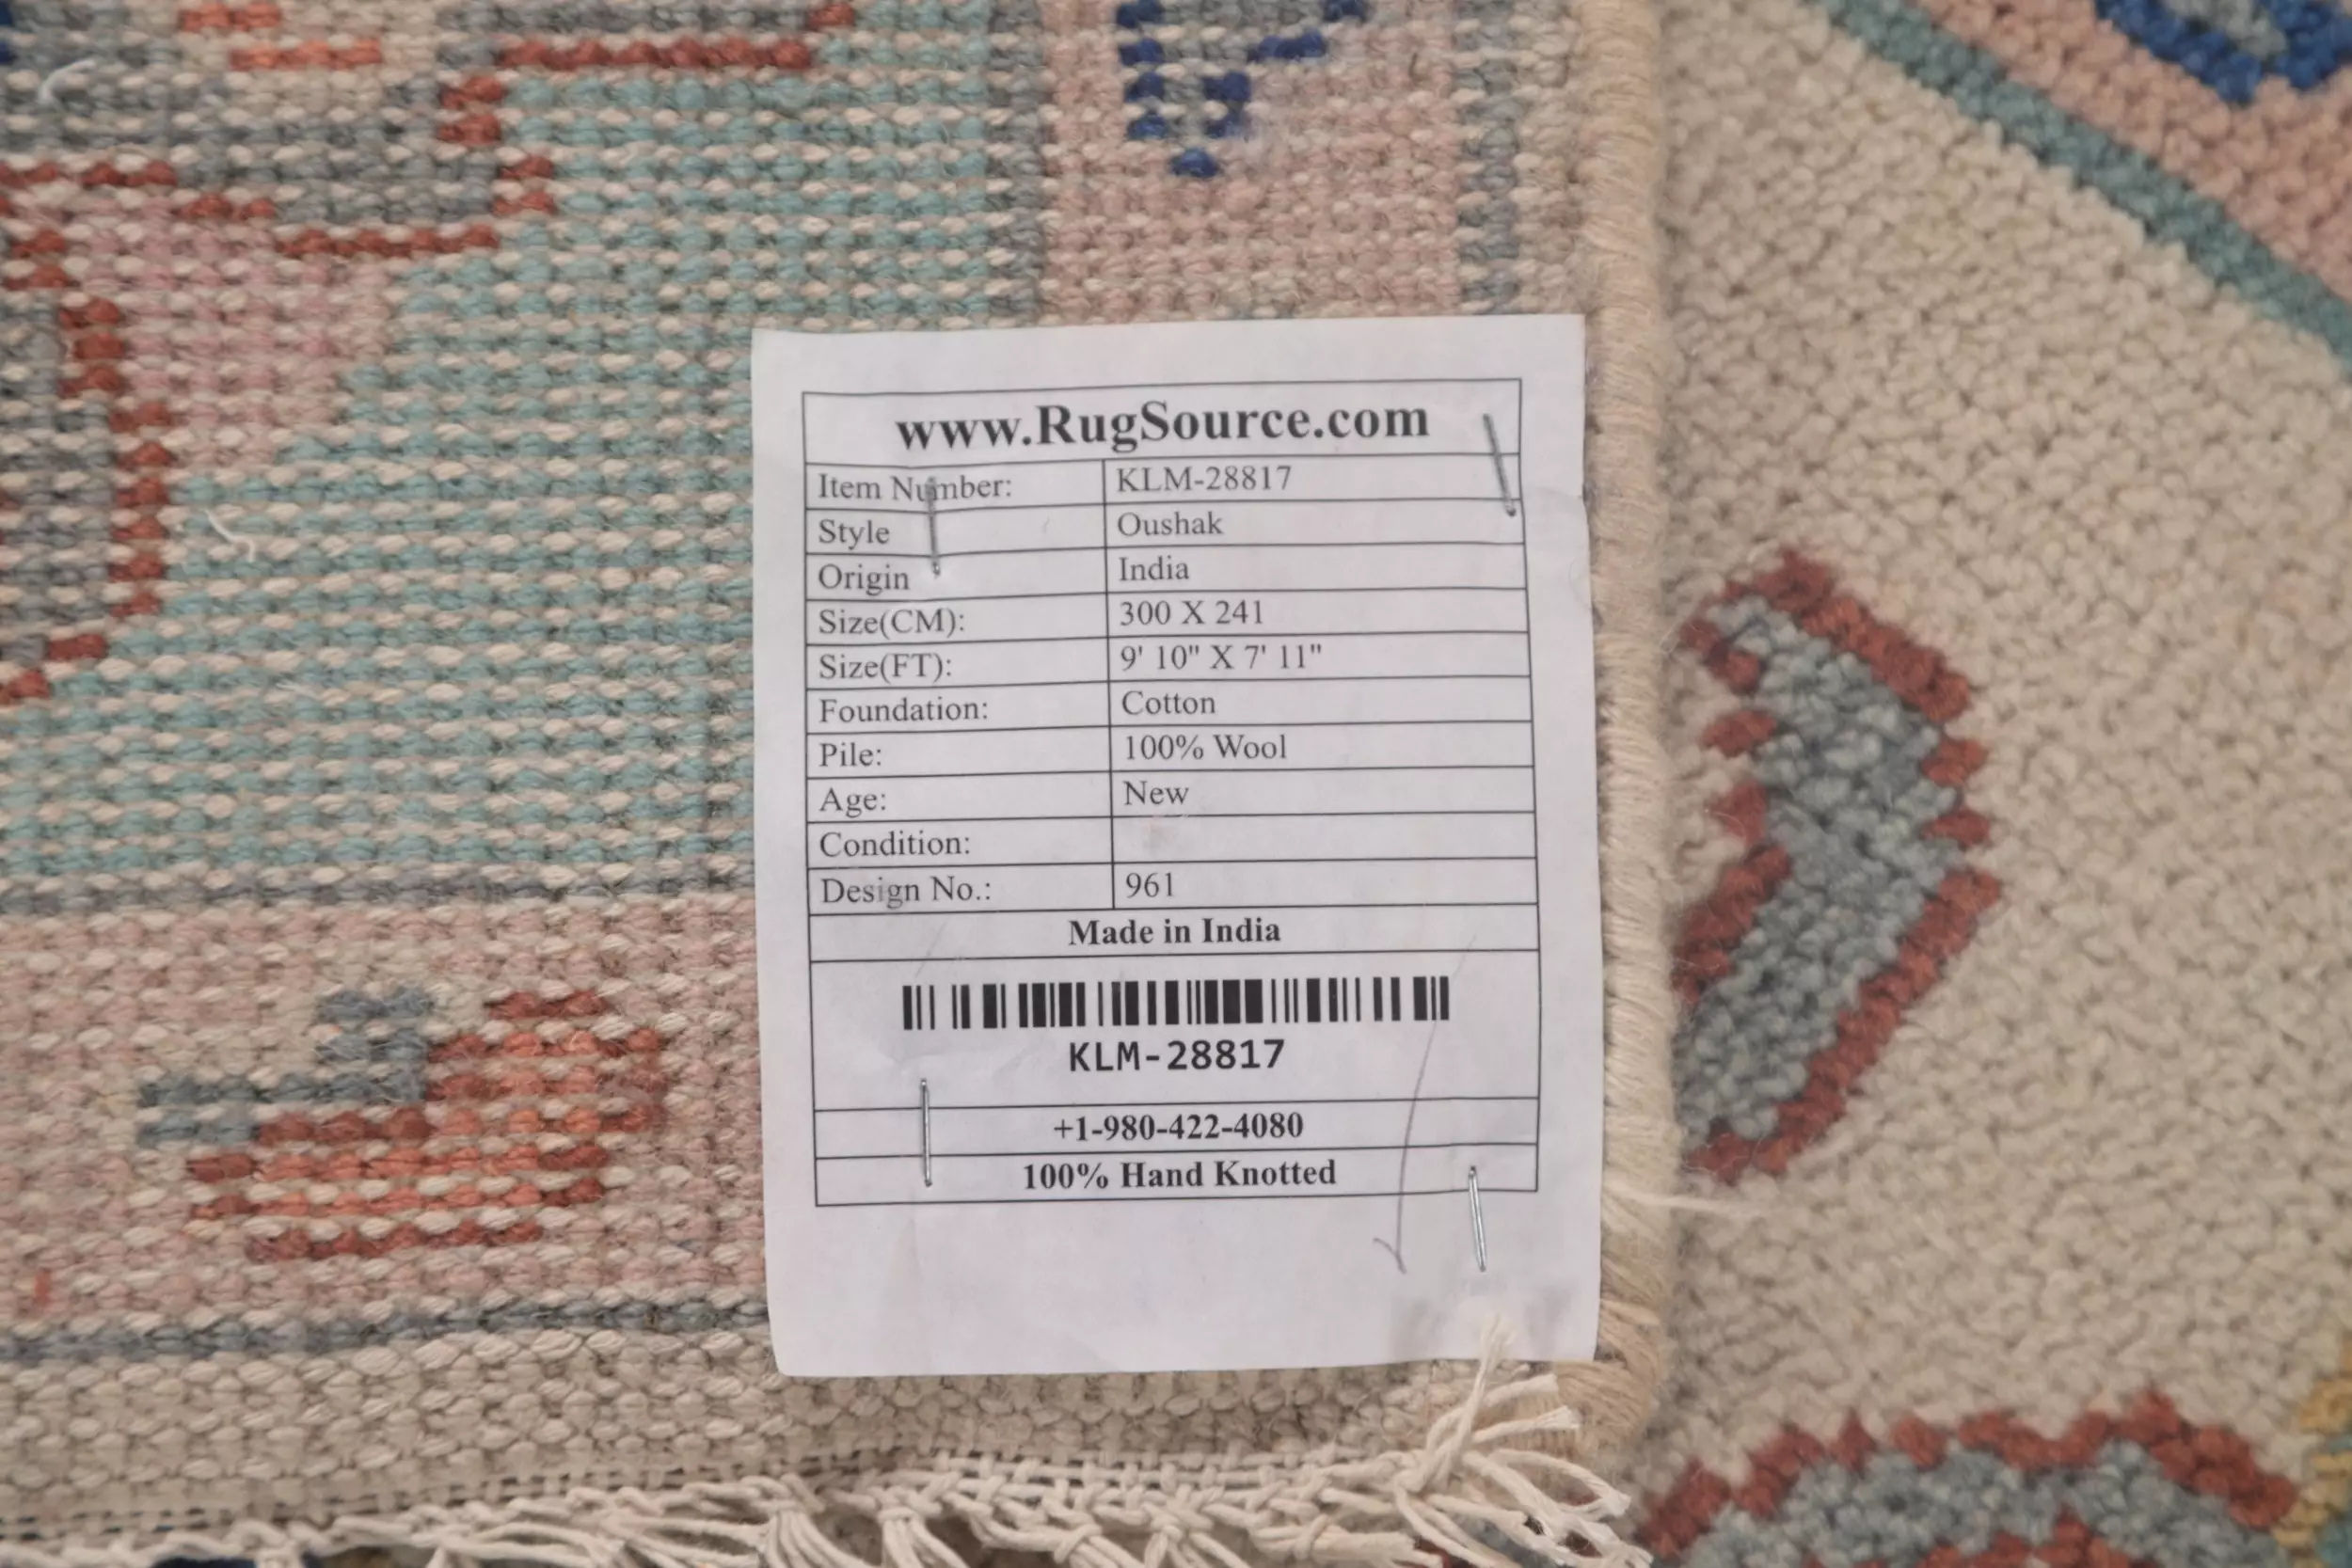 www.RugSource.com
Item Number: KLM-28817
Style Oushak
Origin India
Size(CM): 300 X 241
Size(FT): 9' 10" X 7' 11"
Foundation: Cotton
Pile: 100% Wool
Age: New
Condition:
Design No.: 961
Made in India
KLM-28817
+1-980-422-4080
100% Hand Knotted